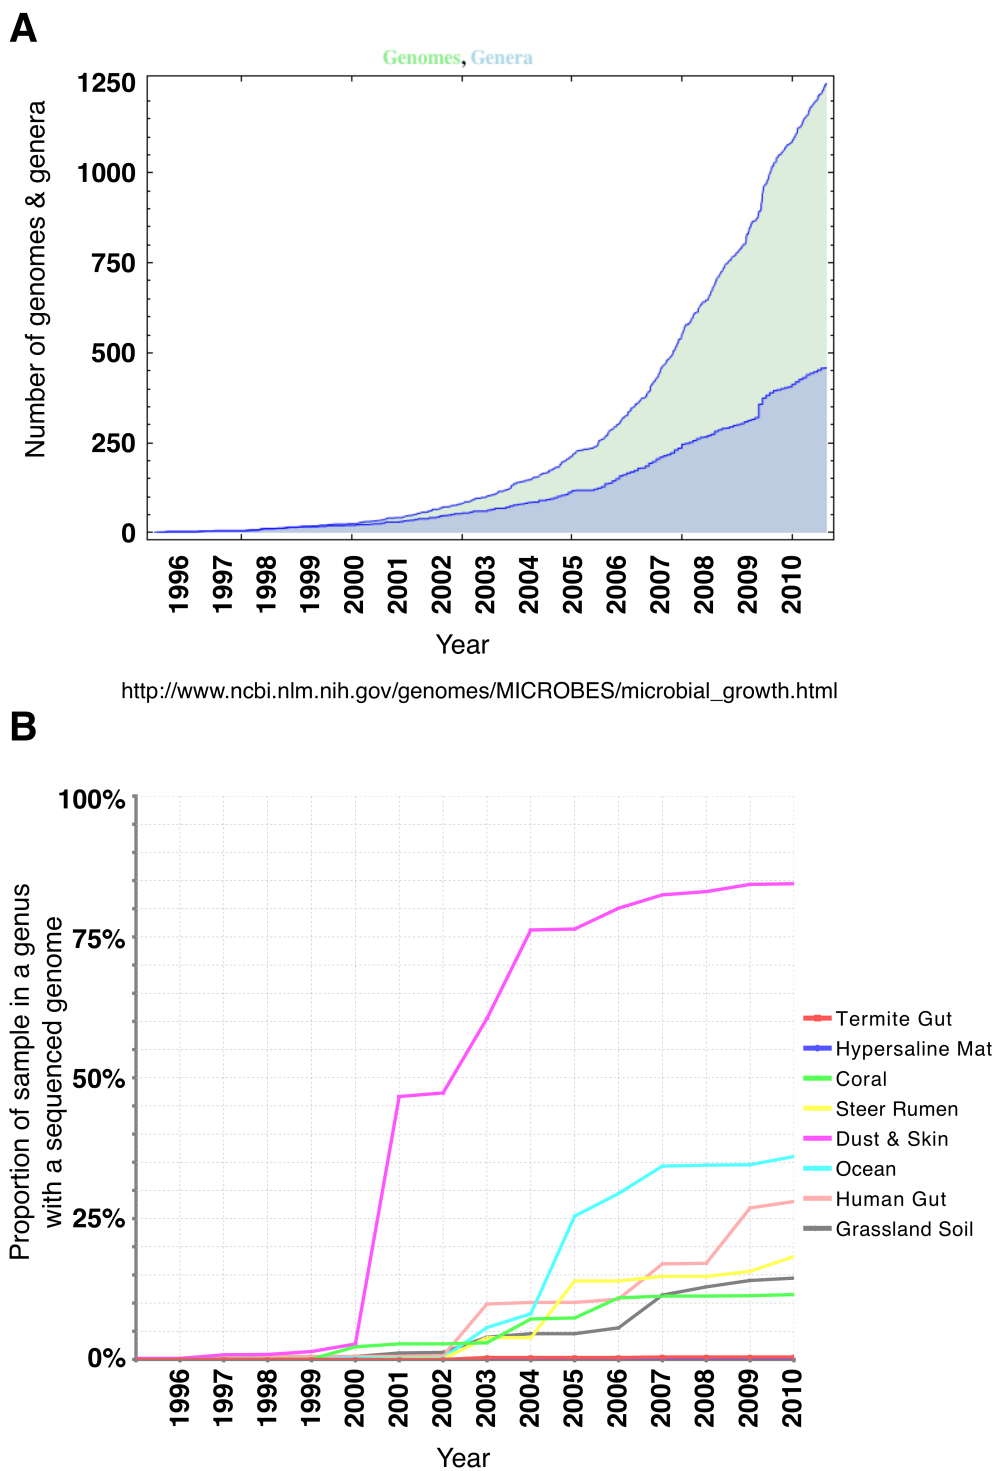 A
Genomes, Genera
Number of genomes & genera
1250
1000
750
500
250
0
1996 1997 1998 1999 2000 2001 2002 2003 2004 2005 2006 2007 2008 2009 2010
Year
http://www.ncbi.nlm.nih.gov/genomes/MICROBES/microbial_growth.html
B
Proportion of sample in a genus
with a sequenced genome
100%
75%
50%
25%
0%
Termite Gut
Hypersaline Mat
Coral
Steer Rumen
Dust & Skin
Ocean
Human Gut
Grassland Soil
1996 1997 1998 1999 2000 2001 2002 2003 2004 2005 2006 2007 2008 2009 2010
Year